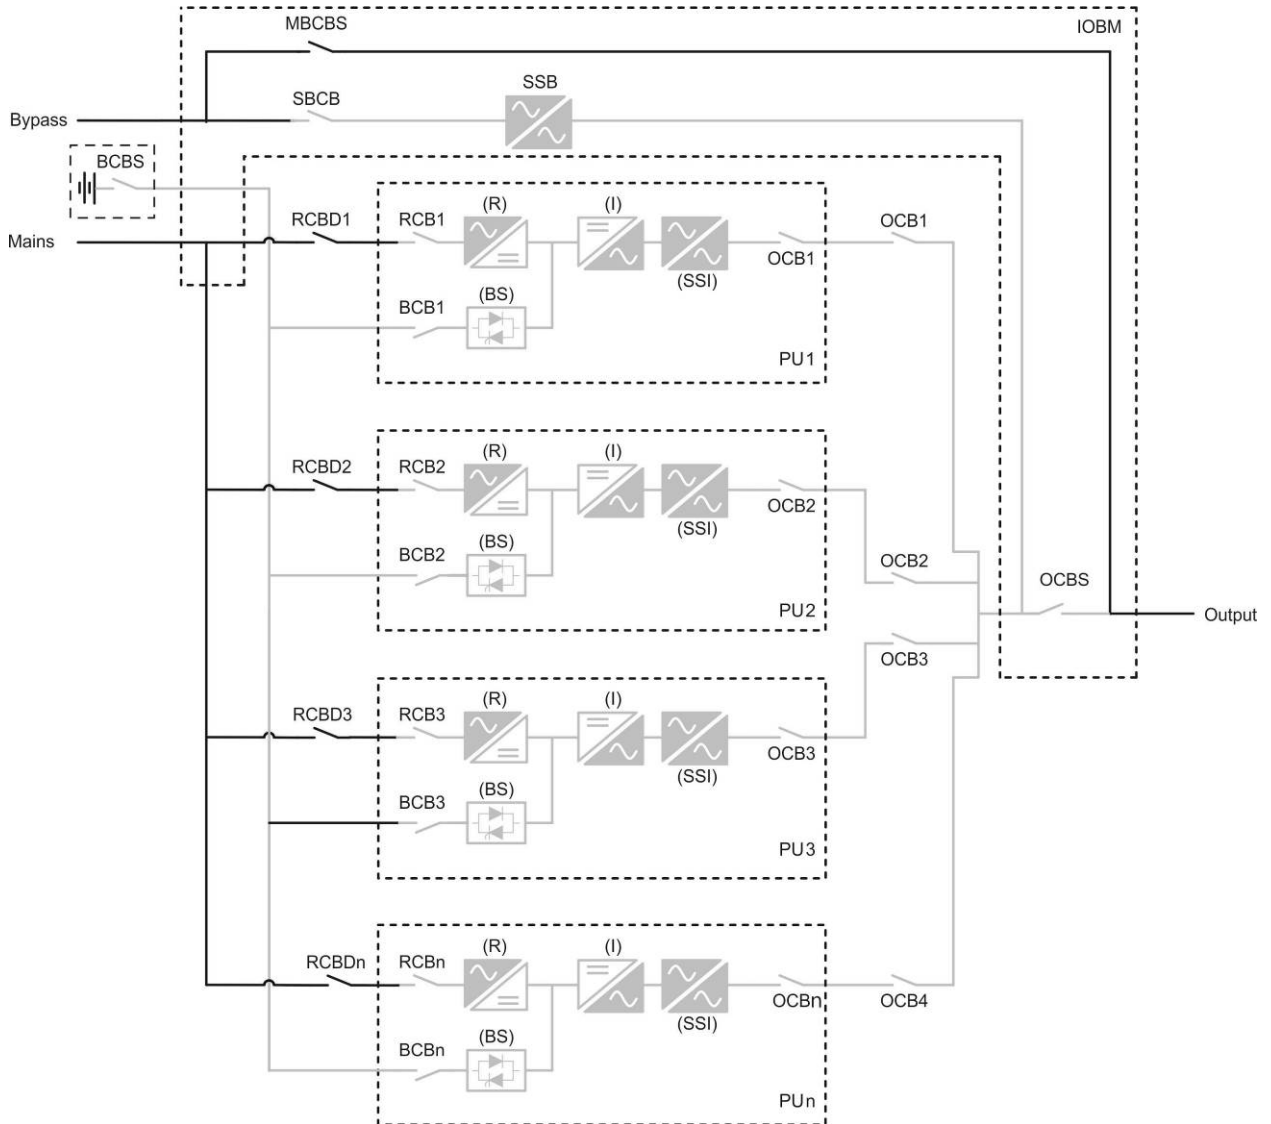 MBCBS
IOBM
SSB
SBCB
Bypass
BCBS
Mains
RCBD1
RCB1
(R)
(I)
OCB1
OCB1
(SSI)
BCB1
(BS)
PU1
RCBD2
RCB2
(R)
(I)
OCB2
(SSI)
BCB2
(BS)
OCB2
PU2
OCBS
Output
OCB3
RCBD3
RCB3
(R)
(I)
OCB3
(SSI)
BCB3
(BS)
PU3
RCBDn
RCBn
(R)
(I)
OCBn
OCB4
(SSI)
BCBn
(BS)
PUn